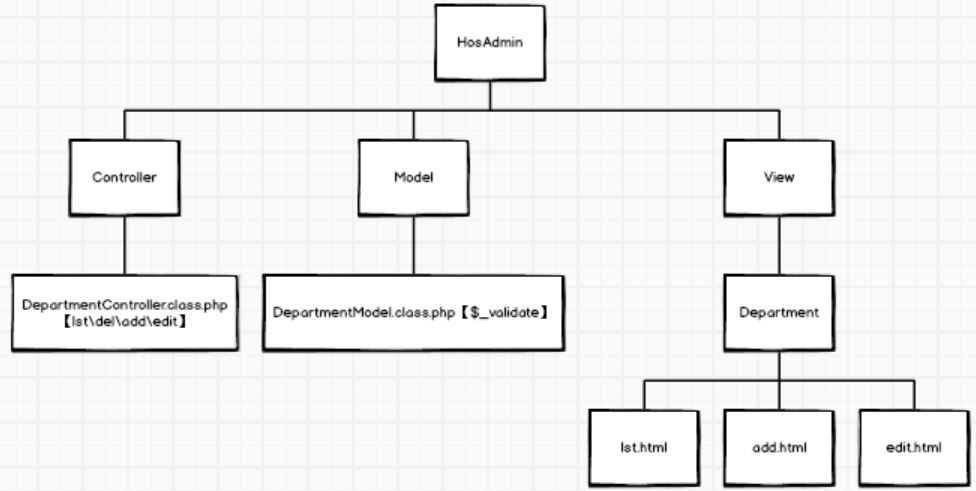 HosAdmin
Controller
Model
View
DepartmentController.class.php
【lst\del\add\edit】
DepartmentModel.class.php【$_validate】
Department
lst.html
add.html
edit.html